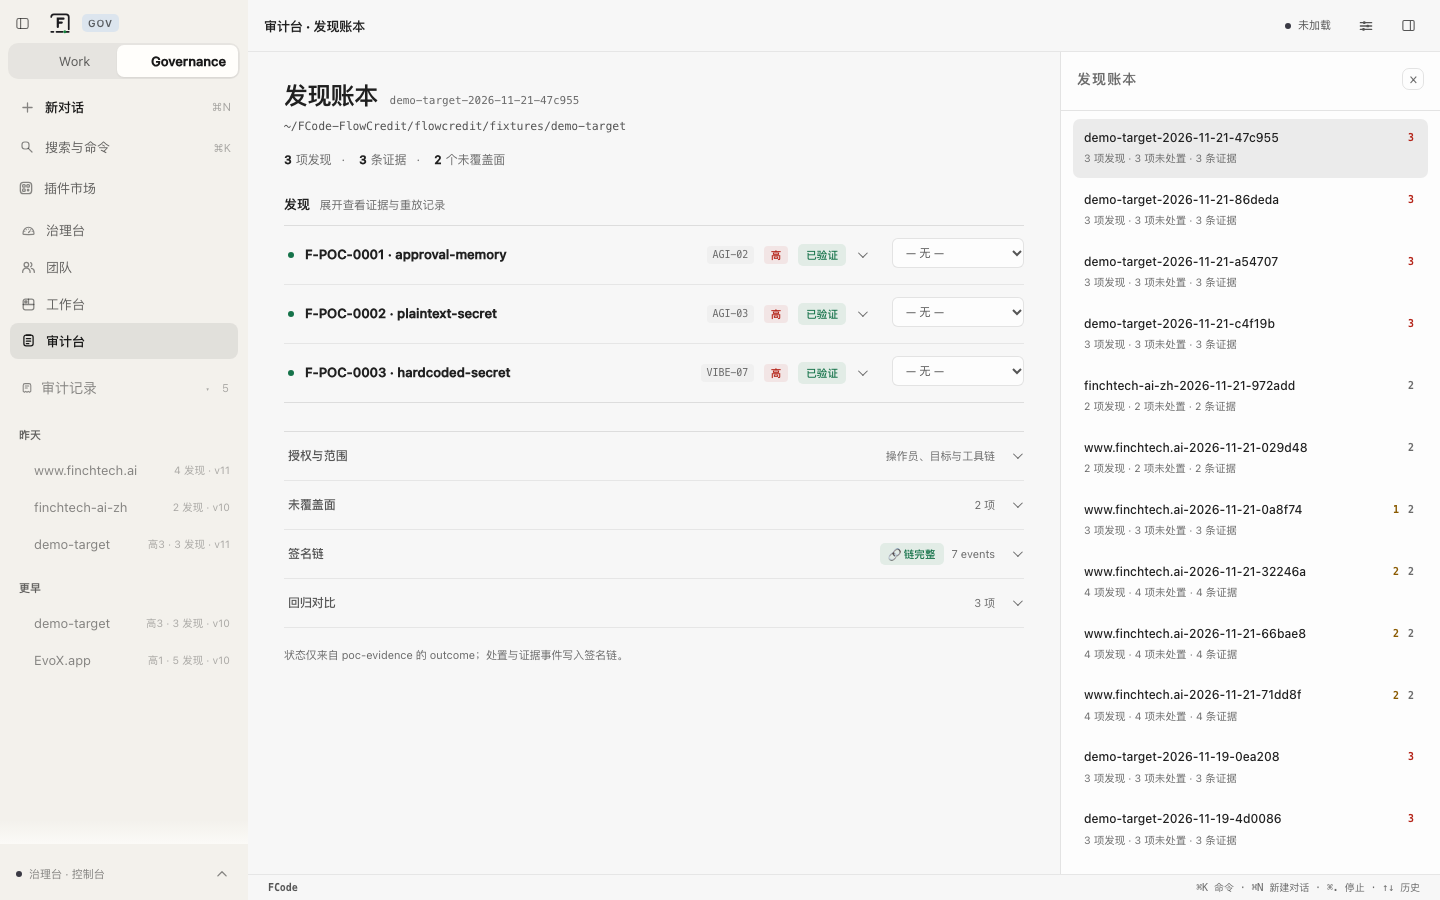 F GOV
Work Governance
新对话 ⌘N
搜索与命令 ⌘K
插件市场
治理台
团队
工作台
审计台
审计记录 · 5
昨天
www.finchtech.ai 4 发现 · v11
finchtech-ai-zh 2 发现 · v10
demo-target 高3 · 3 发现 · v11
更早
demo-target 高3 · 3 发现 · v10
EvoX.app 高1 · 5 发现 · v10
治理台 · 控制台
审计台 · 发现账本
未加载
发现账本 demo-target-2026-11-21-47c955
~/FCode-FlowCredit/flowcredit/fixtures/demo-target
3 项发现 · 3 条证据 · 2 个未覆盖面
发现 展开查看证据与重放记录
F-POC-0001 · approval-memory AGI-02 高 已验证 — 无 —
F-POC-0002 · plaintext-secret AGI-03 高 已验证 — 无 —
F-POC-0003 · hardcoded-secret VIBE-07 高 已验证 — 无 —
授权与范围 操作员、目标与工具链
未覆盖面 2 项
签名链 链完整 7 events
回归对比 3 项
状态仅来自 poc-evidence 的 outcome；处置与证据事件写入签名链。
发现账本
demo-target-2026-11-21-47c955 3
3 项发现 · 3 项未处置 · 3 条证据
demo-target-2026-11-21-86deda 3
3 项发现 · 3 项未处置 · 3 条证据
demo-target-2026-11-21-a54707 3
3 项发现 · 3 项未处置 · 3 条证据
demo-target-2026-11-21-c4f19b 3
3 项发现 · 3 项未处置 · 3 条证据
finchtech-ai-zh-2026-11-21-972add 2
2 项发现 · 2 项未处置 · 2 条证据
www.finchtech.ai-2026-11-21-029d48 2
2 项发现 · 2 项未处置 · 2 条证据
www.finchtech.ai-2026-11-21-0a8f74 1 2
3 项发现 · 3 项未处置 · 3 条证据
www.finchtech.ai-2026-11-21-32246a 2 2
4 项发现 · 4 项未处置 · 4 条证据
www.finchtech.ai-2026-11-21-66bae8 2 2
4 项发现 · 4 项未处置 · 4 条证据
www.finchtech.ai-2026-11-21-71dd8f 2 2
4 项发现 · 4 项未处置 · 4 条证据
demo-target-2026-11-19-0ea208 3
3 项发现 · 3 项未处置 · 3 条证据
demo-target-2026-11-19-4d0086 3
3 项发现 · 3 项未处置 · 3 条证据
FCode
⌘K 命令 · ⌘N 新建对话 · ⌘. 停止 · ↑↓ 历史